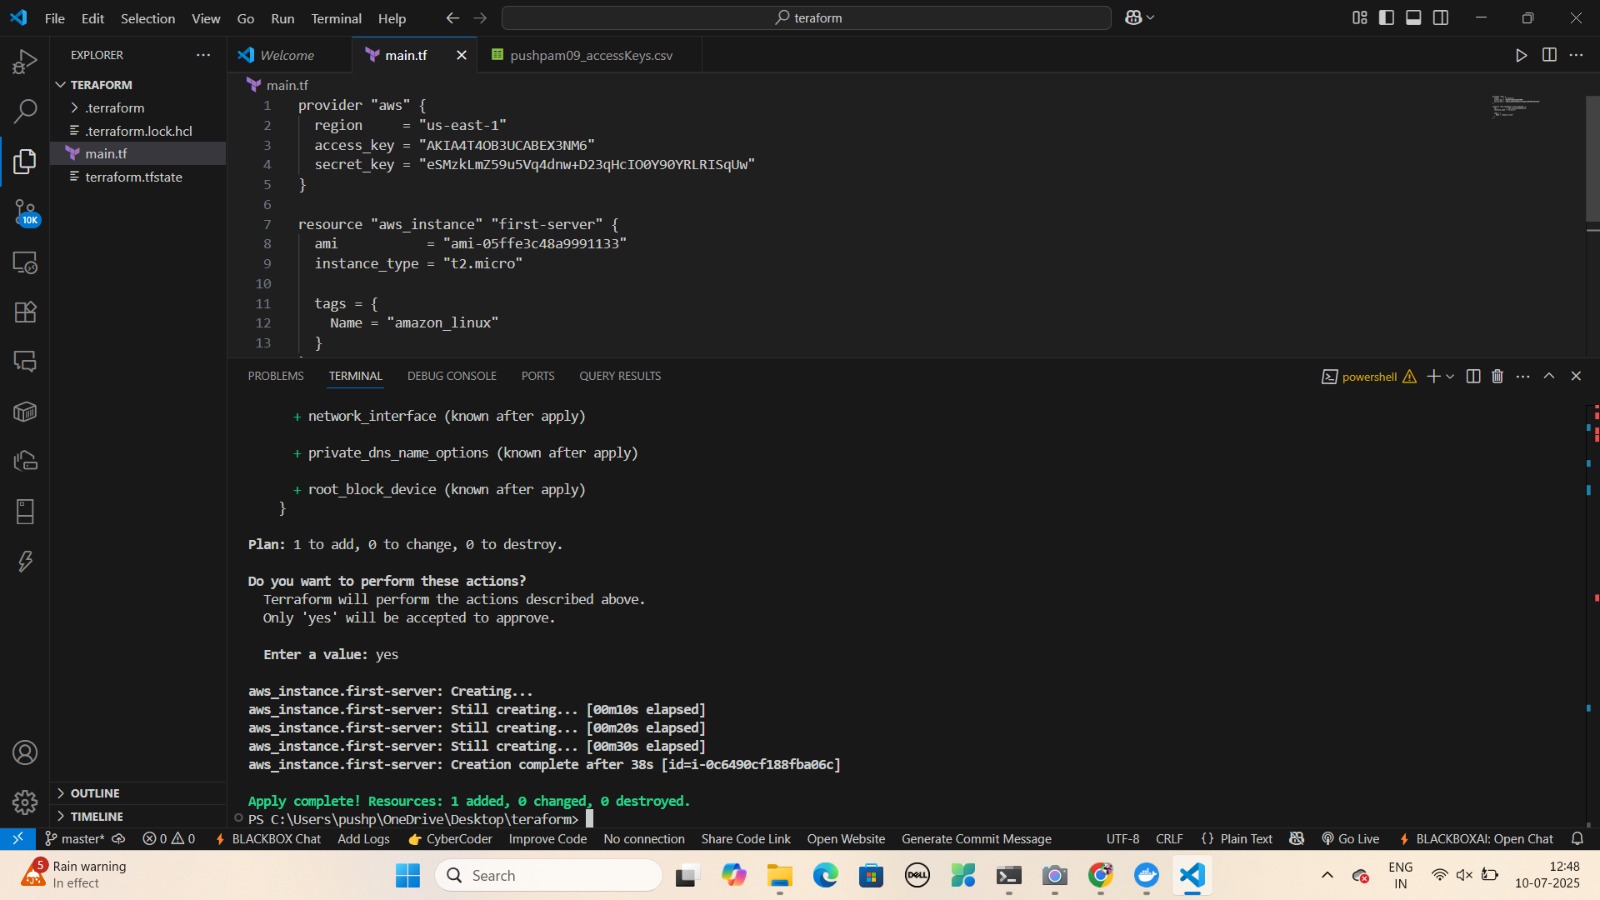 File Edit Selection View Go Run Terminal Help
teraform
EXPLORER
TERAFORM
.terraform
.terraform.lock.hcl
main.tf
terraform.tfstate
10K
OUTLINE
TIMELINE
Welcome
main.tf
pushpam09_accessKeys.csv
main.tf
1 provider "aws" {
2 region = "us-east-1"
3 access_key = "AKIA4T4OB3UCABEX3NM6"
4 secret_key = "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"
5 }
6
7 resource "aws_instance" "first-server" {
8 ami = "ami-05ffe3c48a9991133"
9 instance_type = "t2.micro"
10
11 tags = {
12 Name = "amazon_linux"
13 }
PROBLEMS TERMINAL DEBUG CONSOLE PORTS QUERY RESULTS
powershell
+ network_interface (known after apply)
+ private_dns_name_options (known after apply)
+ root_block_device (known after apply)
}
Plan: 1 to add, 0 to change, 0 to destroy.
Do you want to perform these actions?
Terraform will perform the actions described above.
Only 'yes' will be accepted to approve.
Enter a value: yes
aws_instance.first-server: Creating...
aws_instance.first-server: Still creating... [00m10s elapsed]
aws_instance.first-server: Still creating... [00m20s elapsed]
aws_instance.first-server: Still creating... [00m30s elapsed]
aws_instance.first-server: Creation complete after 38s [id=i-0c6490cf188fba06c]
Apply complete! Resources: 1 added, 0 changed, 0 destroyed.
PS C:\Users\pushp\OneDrive\Desktop\teraform>
master* 0 0 BLACKBOX Chat Add Logs CyberCoder Improve Code No connection Share Code Link Open Website Generate Commit Message UTF-8 CRLF {} Plain Text Go Live BLACKBOXAI: Open Chat
5
Rain warning
In effect
Search
DELL
ENG
IN
12:48
10-07-2025